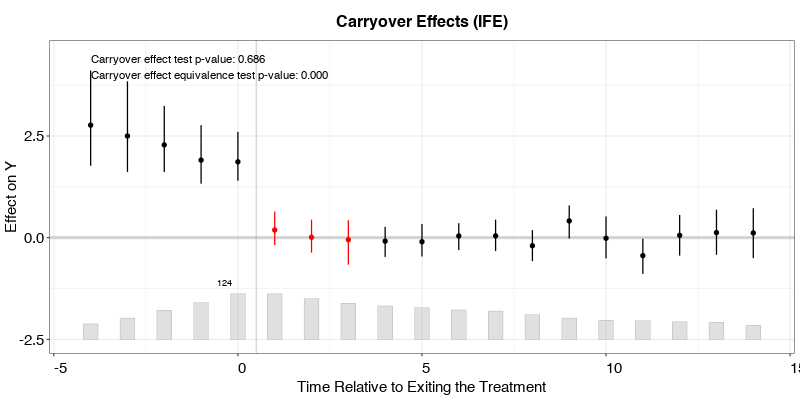 Carryover Effects (IFE)
Carryover effect test p-value: 0.686
Carryover effect equivalence test p-value: 0.000
Effect on Y
2.5
0.0
-2.5
124
-5
0
5
10
15
Time Relative to Exiting the Treatment